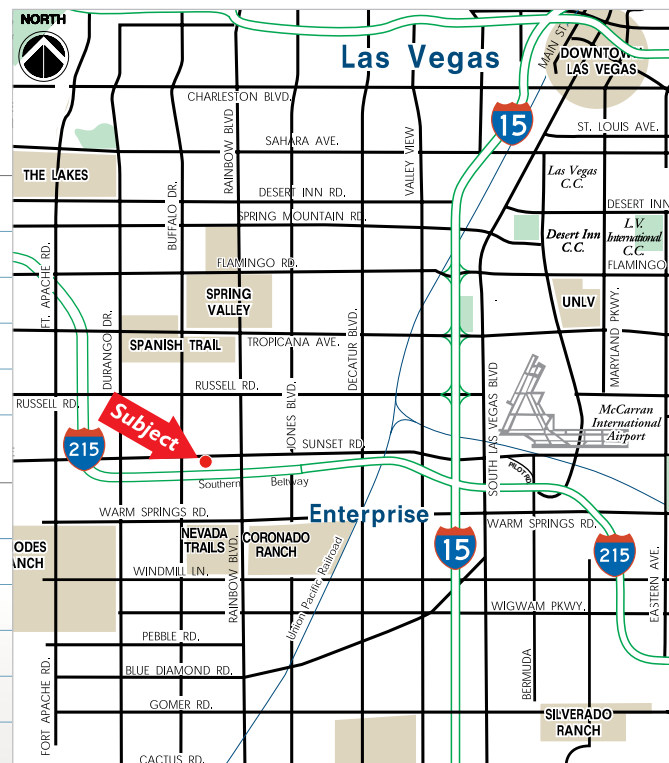 NORTH
Las Vegas
MAIN ST.
DOWNTOWN
LAS VEGAS
CHARLESTON BLVD.
15
ST. LOUIS AVE.
SAHARA AVE.
RAINBOW BLVD
VALLEY VIEW
THE LAKES
Las Vegas
C.C.
DESERT INN RD.
DESERT INN
BUFFALO DR.
SPRING MOUNTAIN RD.
Desert Inn
C.C.
L.V.
International
C.C.
FT. APACHE RD.
FLAMINGO RD.
FLAMINGO
SPRING
VALLEY
UNLV
MARYLAND PKWY.
DURANGO DR.
SPANISH TRAIL
TROPICANA AVE.
DECATUR BLVD.
RUSSELL RD.
RUSSELL RD.
JONES BLVD.
SOUTH LAS VEGAS BLVD
Subject
McCarran
International
Airport
215
SUNSET RD.
PILOT RD.
Southern
Beltway
WARM SPRINGS RD.
Enterprise
WARM SPRINGS RD.
ODES
ANCH
NEVADA
TRAILS
CORONADO
RANCH
15
215
RAINBOW BLVD.
WINDMILL LN.
Union Pacific Railroad
EASTERN AVE.
WIGWAM PKWY.
PEBBLE RD.
BLUE DIAMOND RD.
BERMUDA
FORT APACHE RD.
GOMER RD.
SILVERADO
RANCH
CACTUS RD.